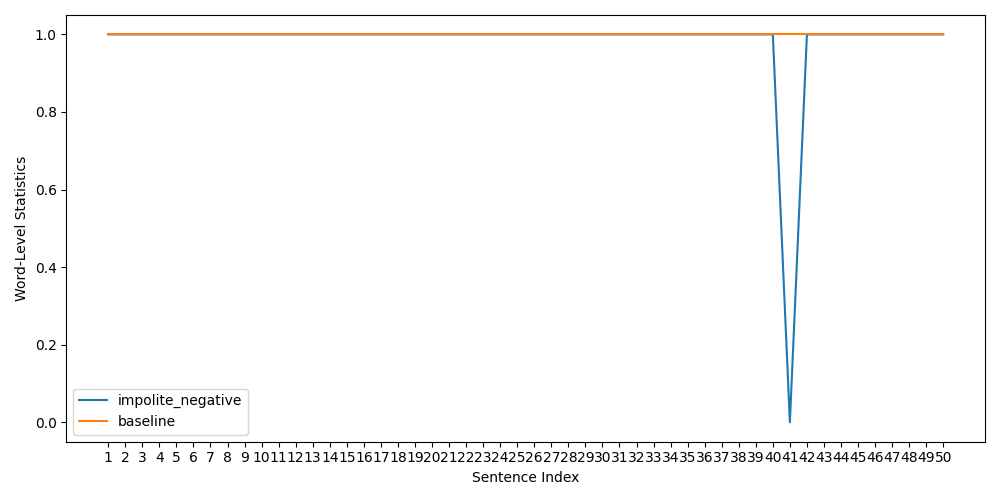 Word-Level Statistics
1.0
0.8
0.6
0.4
0.2
0.0
impolite_negative
baseline
1 2 3 4 5 6 7 8 9 10 11 12 13 14 15 16 17 18 19 20 21 22 23 24 25 26 27 28 29 30 31 32 33 34 35 36 37 38 39 40 41 42 43 44 45 46 47 48 49 50
Sentence Index